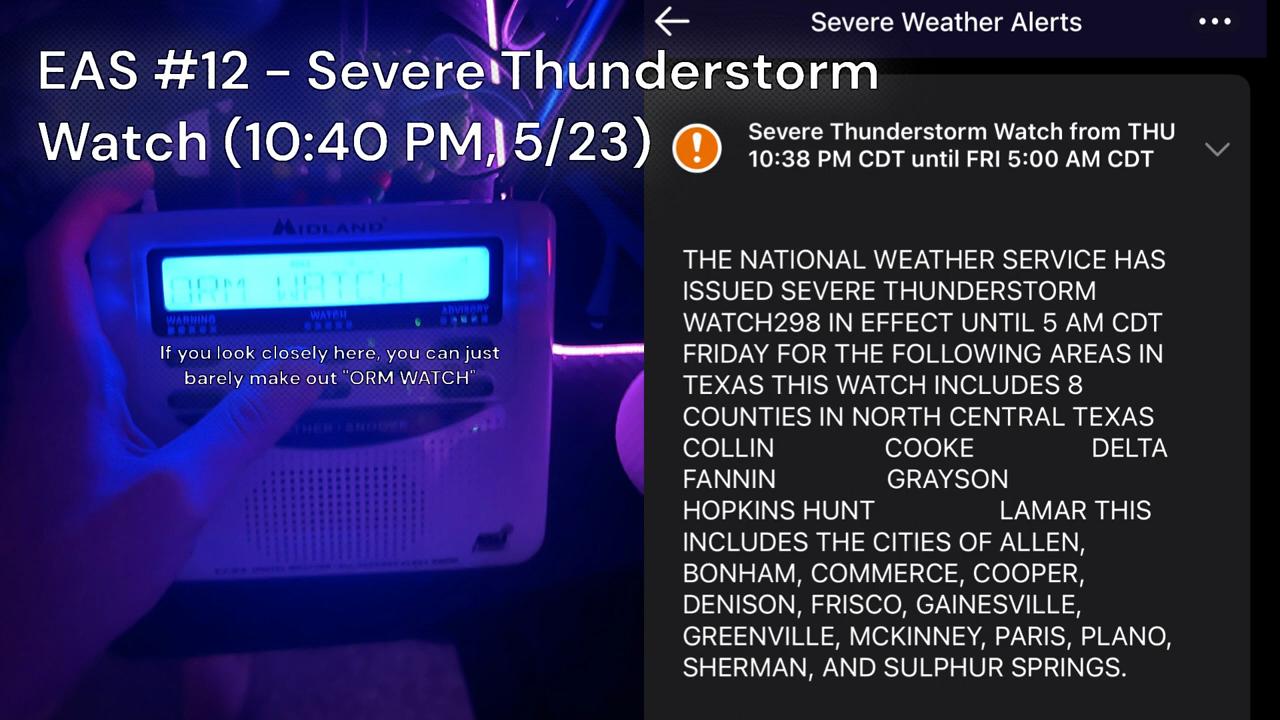 EAS #12 - Severe Thunderstorm
Watch (10:40 PM, 5/23)
MIDLAND
ORM WATCH
WARNING
WATCH
ADVISORY
If you look closely here, you can just
barely make out "ORM WATCH"
Severe Weather Alerts
Severe Thunderstorm Watch from THU
10:38 PM CDT until FRI 5:00 AM CDT
THE NATIONAL WEATHER SERVICE HAS
ISSUED SEVERE THUNDERSTORM
WATCH298 IN EFFECT UNTIL 5 AM CDT
FRIDAY FOR THE FOLLOWING AREAS IN
TEXAS THIS WATCH INCLUDES 8
COUNTIES IN NORTH CENTRAL TEXAS
COLLIN COOKE DELTA
FANNIN GRAYSON
HOPKINS HUNT LAMAR THIS
INCLUDES THE CITIES OF ALLEN,
BONHAM, COMMERCE, COOPER,
DENISON, FRISCO, GAINESVILLE,
GREENVILLE, MCKINNEY, PARIS, PLANO,
SHERMAN, AND SULPHUR SPRINGS.